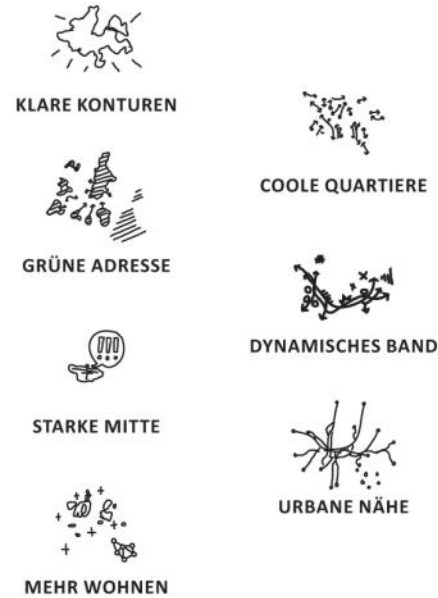 KLARE KONTUREN
GRÜNE ADRESSE
STARKE MITTE
MEHR WOHNEN
COOLE QUARTIERE
DYNAMISCHES BAND
URBANE NÄHE